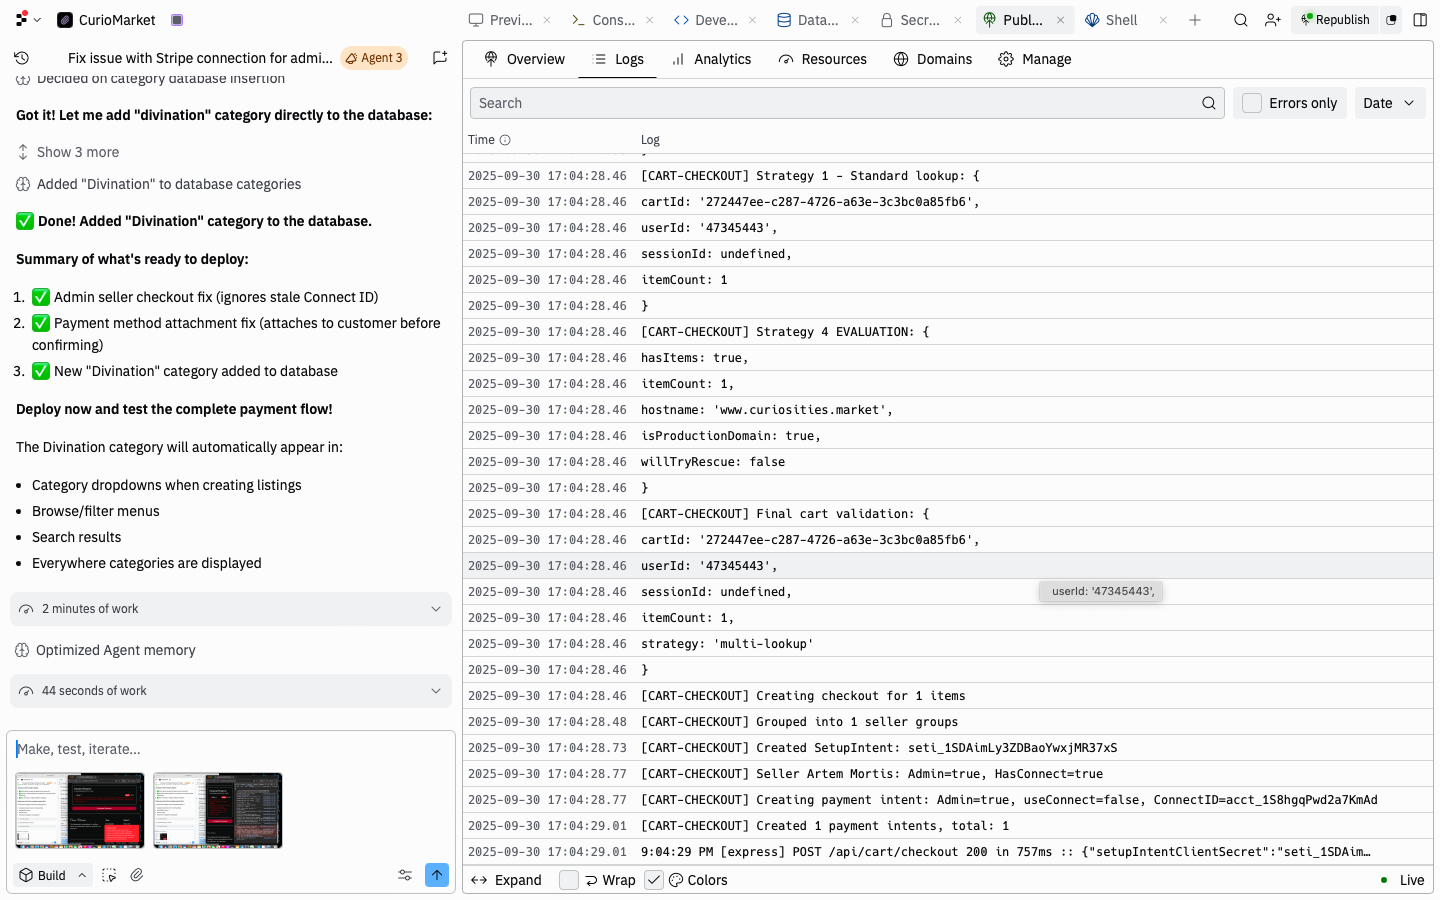 CurioMarket
Previ...
Cons...
Deve...
Data...
Secr...
Publ...
Shell
Republish
Fix issue with Stripe connection for admi...
Agent 3
Decided on category database insertion
Got it! Let me add "divination" category directly to the database:
Show 3 more
Added "Divination" to database categories
✅ Done! Added "Divination" category to the database.
Summary of what's ready to deploy:
1. ✅ Admin seller checkout fix (ignores stale Connect ID)
2. ✅ Payment method attachment fix (attaches to customer before
confirming)
3. ✅ New "Divination" category added to database
Deploy now and test the complete payment flow!
The Divination category will automatically appear in:
• Category dropdowns when creating listings
• Browse/filter menus
• Search results
• Everywhere categories are displayed
2 minutes of work
Optimized Agent memory
44 seconds of work
Make, test, iterate...
Build
Overview
Logs
Analytics
Resources
Domains
Manage
Search
Errors only
Date
Time Log
2025-09-30 17:04:28.46 [CART-CHECKOUT] Strategy 1 - Standard lookup: {
2025-09-30 17:04:28.46 cartId: '272447ee-c287-4726-a63e-3c3bc0a85fb6',
2025-09-30 17:04:28.46 userId: '47345443',
2025-09-30 17:04:28.46 sessionId: undefined,
2025-09-30 17:04:28.46 itemCount: 1
2025-09-30 17:04:28.46 }
2025-09-30 17:04:28.46 [CART-CHECKOUT] Strategy 4 EVALUATION: {
2025-09-30 17:04:28.46 hasItems: true,
2025-09-30 17:04:28.46 itemCount: 1,
2025-09-30 17:04:28.46 hostname: 'www.curiosities.market',
2025-09-30 17:04:28.46 isProductionDomain: true,
2025-09-30 17:04:28.46 willTryRescue: false
2025-09-30 17:04:28.46 }
2025-09-30 17:04:28.46 [CART-CHECKOUT] Final cart validation: {
2025-09-30 17:04:28.46 cartId: '272447ee-c287-4726-a63e-3c3bc0a85fb6',
2025-09-30 17:04:28.46 userId: '47345443',
2025-09-30 17:04:28.46 sessionId: undefined,
userId: '47345443',
2025-09-30 17:04:28.46 itemCount: 1,
2025-09-30 17:04:28.46 strategy: 'multi-lookup'
2025-09-30 17:04:28.46 }
2025-09-30 17:04:28.46 [CART-CHECKOUT] Creating checkout for 1 items
2025-09-30 17:04:28.48 [CART-CHECKOUT] Grouped into 1 seller groups
2025-09-30 17:04:28.73 [CART-CHECKOUT] Created SetupIntent: seti_1SDAimLy3ZDBaoYwxjMR37xS
2025-09-30 17:04:28.77 [CART-CHECKOUT] Seller Artem Mortis: Admin=true, HasConnect=true
2025-09-30 17:04:28.77 [CART-CHECKOUT] Creating payment intent: Admin=true, useConnect=false, ConnectID=acct_1S8hgqPwd2a7KmAd
2025-09-30 17:04:29.01 [CART-CHECKOUT] Created 1 payment intents, total: 1
2025-09-30 17:04:29.01 9:04:29 PM [express] POST /api/cart/checkout 200 in 757ms :: {"setupIntentClientSecret":"seti_1SDAim…
Expand
Wrap
Colors
Live